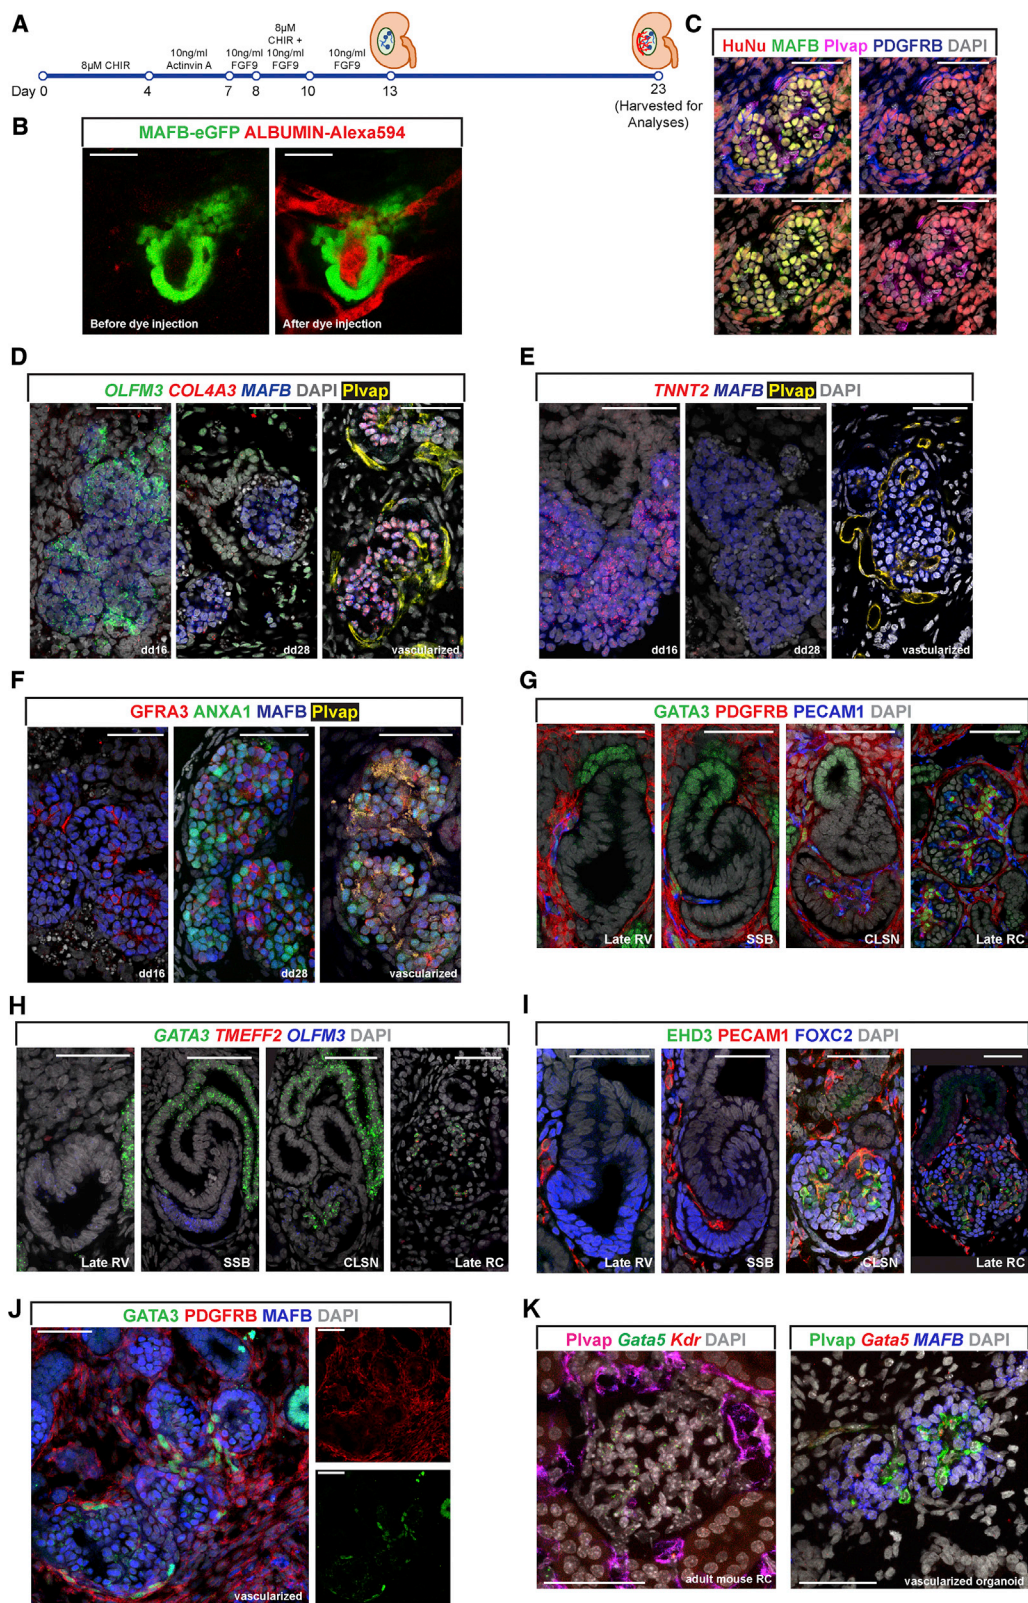 A
8μM CHIR
10ng/ml
Actinvin A
10ng/ml
FGF9
8μM
CHIR +
10ng/ml
FGF9
10ng/ml
FGF9
Day 0 4 7 8 10 13 23
(Harvested for
Analyses)
B
MAFB-eGFP ALBUMIN-Alexa594
Before dye injection
After dye injection
C
HuNu MAFB Plvap PDGFRB DAPI
D
OLFM3 COL4A3 MAFB DAPI Plvap
dd16
dd28
vascularized
E
TNNT2 MAFB Plvap DAPI
dd16
dd28
vascularized
F
GFRA3 ANXA1 MAFB Plvap
dd16
dd28
vascularized
G
GATA3 PDGFRB PECAM1 DAPI
Late RV
SSB
CLSN
Late RC
H
GATA3 TMEFF2 OLFM3 DAPI
Late RV
SSB
CLSN
Late RC
I
EHD3 PECAM1 FOXC2 DAPI
Late RV
SSB
CLSN
Late RC
J
GATA3 PDGFRB MAFB DAPI
vascularized
K
Plvap Gata5 Kdr DAPI
adult mouse RC
Plvap Gata5 MAFB DAPI
vascularized organoid